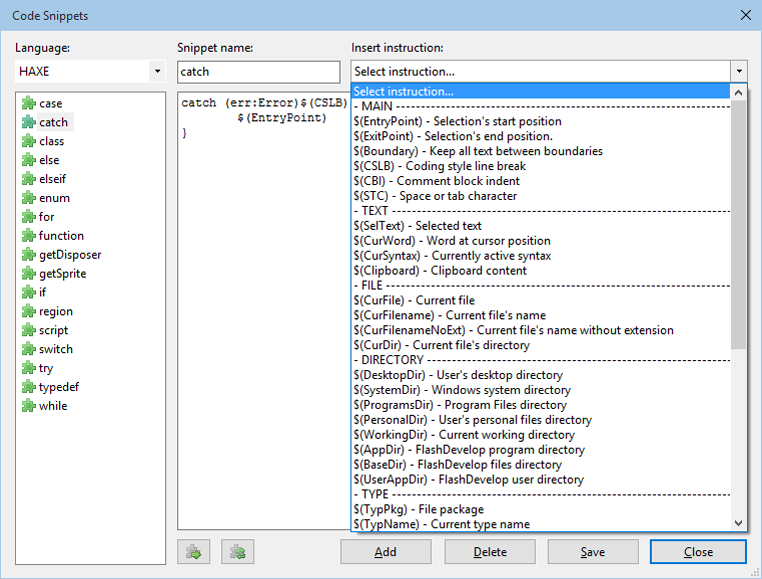 Code Snippets
Language:
Snippet name:
Insert instruction:
HAXE
catch
Select instruction...
case
catch
class
else
elseif
enum
for
function
getDisposer
getSprite
if
region
script
switch
try
typedef
while
catch (err:Error)$(CSLB)
$(EntryPoint)
}
Select instruction...
- MAIN -----------------------------------------------------------
$(EntryPoint) - Selection's start position
$(ExitPoint) - Selection's end position.
$(Boundary) - Keep all text between boundaries
$(CSLB) - Coding style line break
$(CBI) - Comment block indent
$(STC) - Space or tab character
- TEXT -----------------------------------------------------------
$(SelText) - Selected text
$(CurWord) - Word at cursor position
$(CurSyntax) - Currently active syntax
$(Clipboard) - Clipboard content
- FILE -----------------------------------------------------------
$(CurFile) - Current file
$(CurFilename) - Current file's name
$(CurFilenameNoExt) - Current file's name without extension
$(CurDir) - Current file's directory
- DIRECTORY -----------------------------------------------------------
$(DesktopDir) - User's desktop directory
$(SystemDir) - Windows system directory
$(ProgramsDir) - Program Files directory
$(PersonalDir) - User's personal files directory
$(WorkingDir) - Current working directory
$(AppDir) - FlashDevelop program directory
$(BaseDir) - FlashDevelop files directory
$(UserAppDir) - FlashDevelop user directory
- TYPE -----------------------------------------------------------
$(TypPkg) - File package
$(TypName) - Current type name
Add
Delete
Save
Close